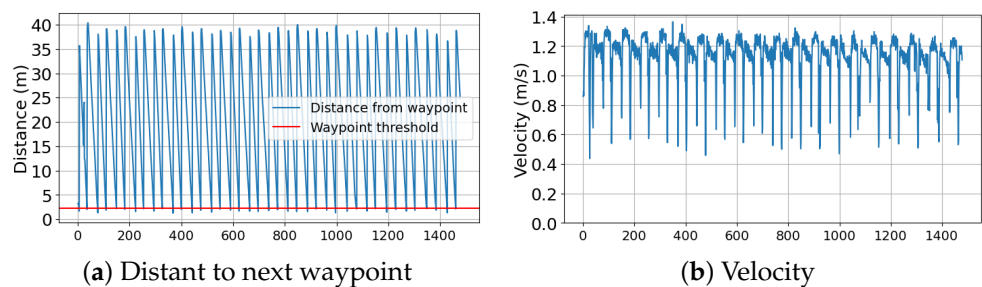 40
35
30
25
20
15
10
5
0
Distance (m)
Distance from waypoint
Waypoint threshold
0 200 400 600 800 1000 1200 1400
(a) Distant to next waypoint
1.4
1.2
1.0
0.8
0.6
0.4
0.2
0.0
Velocity (m/s)
0 200 400 600 800 1000 1200 1400
(b) Velocity